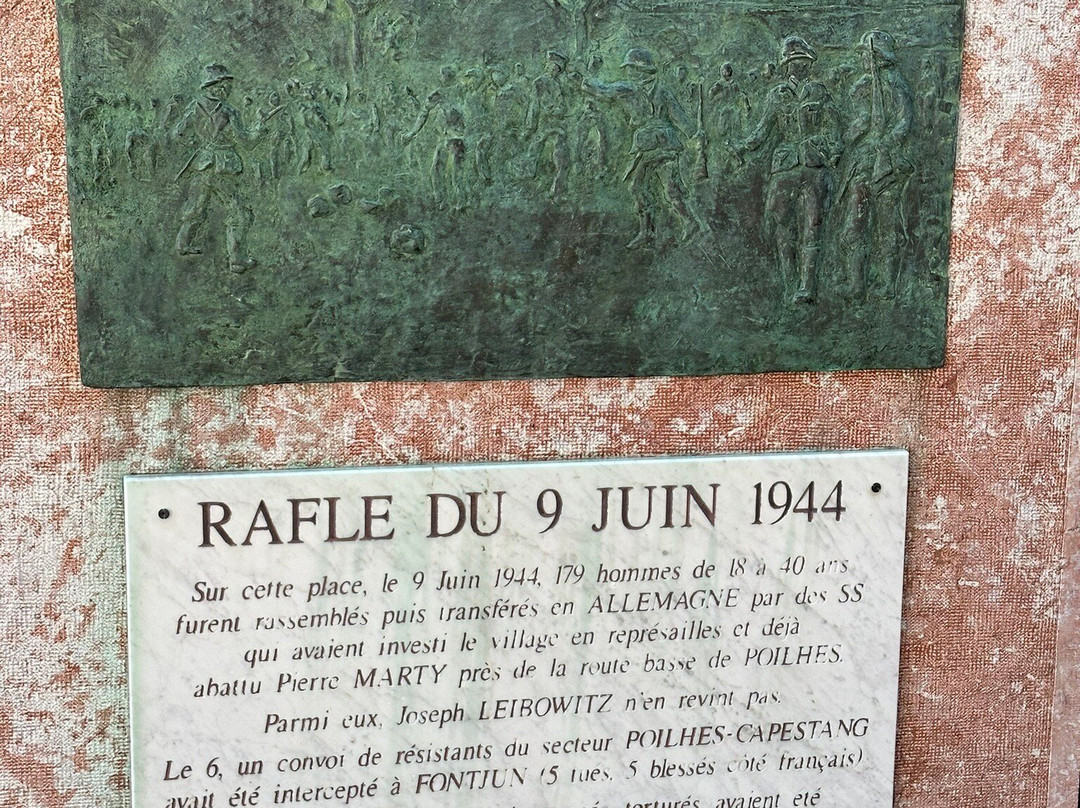 RAFLE DU 9 JUIN 1944
Sur cette place, le 9 Juin 1944, 179 hommes de 18 à 40 ans
furent rassemblés puis transférés en ALLEMAGNE par des SS
qui avaient investi le village en représailles et déjà
abattu Pierre MARTY près de la route basse de POILHES.
Parmi eux, Joseph LEIBOWITZ n'en revint pas.
Le 6, un convoi de résistants du secteur POILHES-CAPESTANG
avait été intercepté à FONTJUN (5 tués, 5 blessés côté français)
torturés avaient été